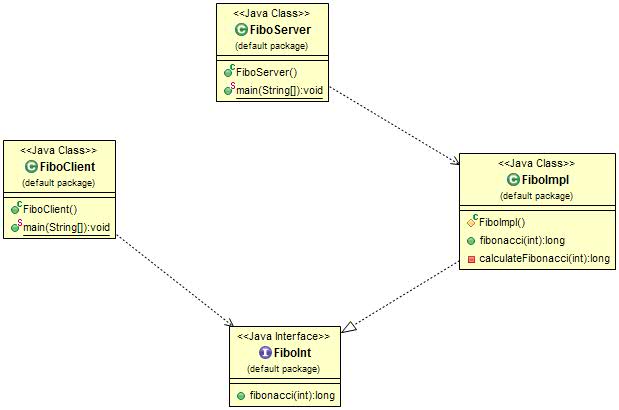 <<Java Class>>
FiboServer
(default package)
FiboServer()
main(String[]):void
<<Java Class>>
FiboClient
(default package)
FiboClient()
main(String[]):void
<<Java Class>>
FiboImpl
(default package)
FiboImpl()
fibonacci(int):long
calculateFibonacci(int):long
<<Java Interface>>
FiboInt
(default package)
fibonacci(int):long